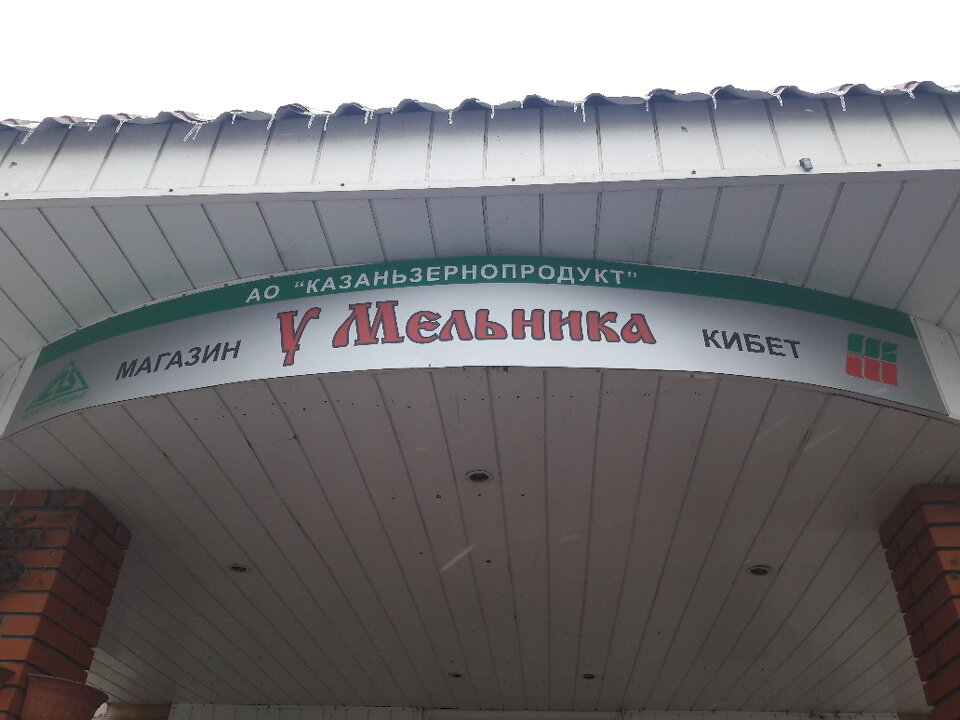 АО "КАЗАНЬЗЕРНОПРОДУКТ"
МАГАЗИН У Мельника КИБЕТ